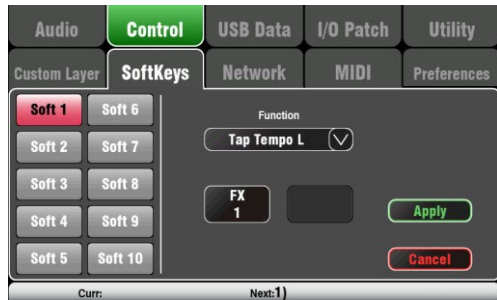 Audio Control USB Data I/O Patch Utility
Custom Layer SoftKeys Network MIDI Preferences
Soft 1 Soft 6
Function
Soft 2 Soft 7
Tap Tempo L
Soft 3 Soft 8
FX
1
Soft 4 Soft 9
Apply
Soft 5 Soft 10
Cancel
Curr: Next:1)